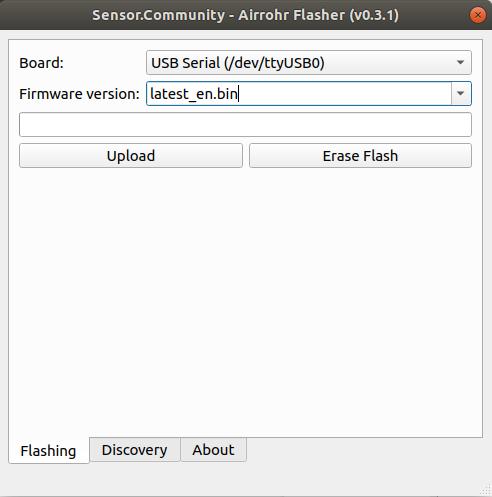 Sensor.Community - Airrohr Flasher (v0.3.1)
Board: USB Serial (/dev/ttyUSB0)
Firmware version: latest_en.bin
Upload Erase Flash
Flashing Discovery About